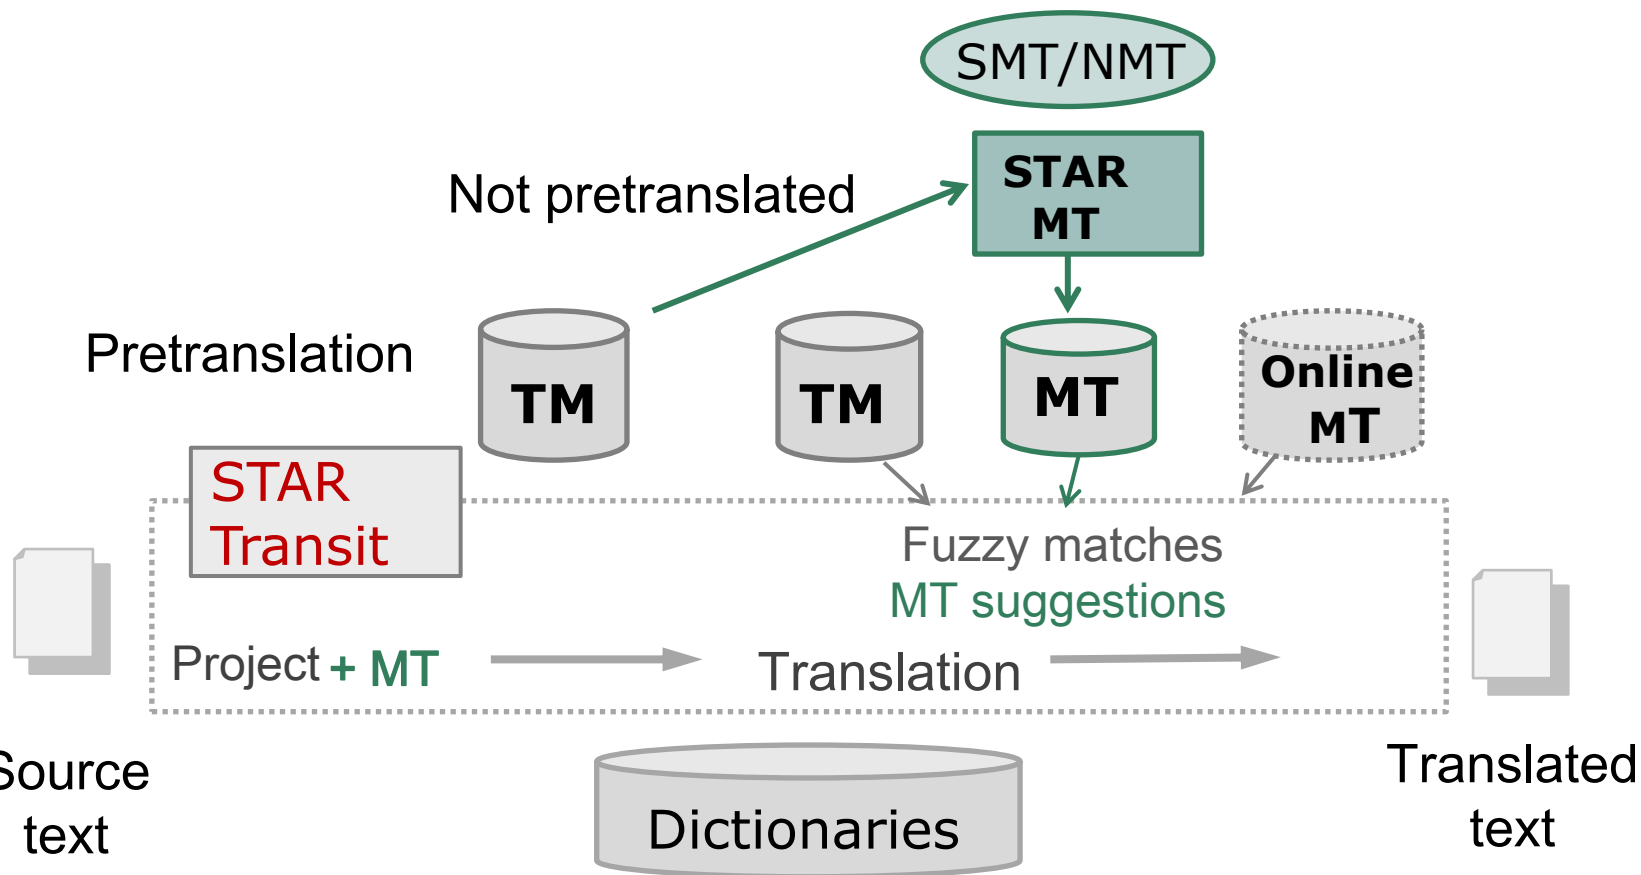 SMT/NMT
STAR
MT
Not pretranslated
Pretranslation
TM
TM
MT
Online
MT
STAR
Transit
Fuzzy matches
MT suggestions
Project + MT
Translation
Source
text
Dictionaries
Translated
text